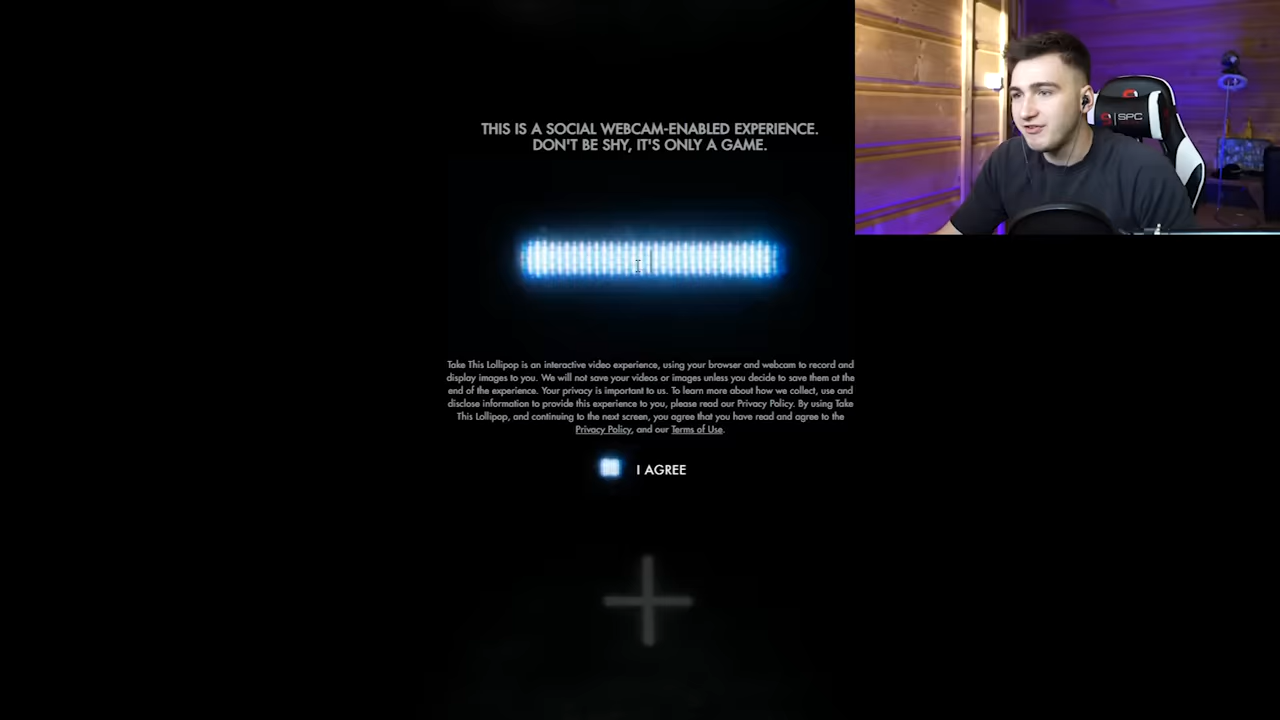 THIS IS A SOCIAL WEBCAM-ENABLED EXPERIENCE.
DON'T BE SHY, IT'S ONLY A GAME.
SPC
Take This Lollipop is an interactive video experience, using your browser and webcam to record and
display images to you. We will not save your videos or images unless you decide to save them at the
end of the experience. Your privacy is important to us. To learn more about how we collect, use and
disclose information to provide this experience to you, please read our Privacy Policy. By using Take
This Lollipop, and continuing to the next screen, you agree that you have read and agree to the
Privacy Policy, and our Terms of Use.
I AGREE